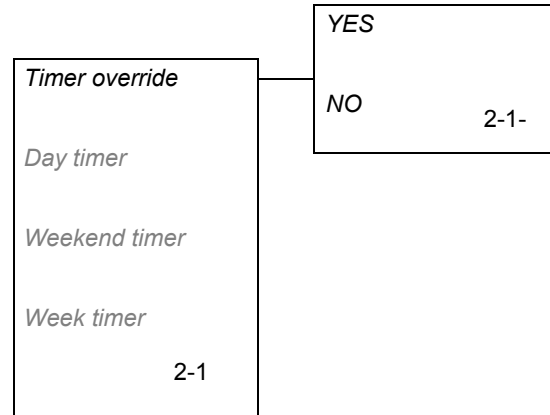 YES
NO
2-1-
Timer override
Day timer
Weekend timer
Week timer
2-1